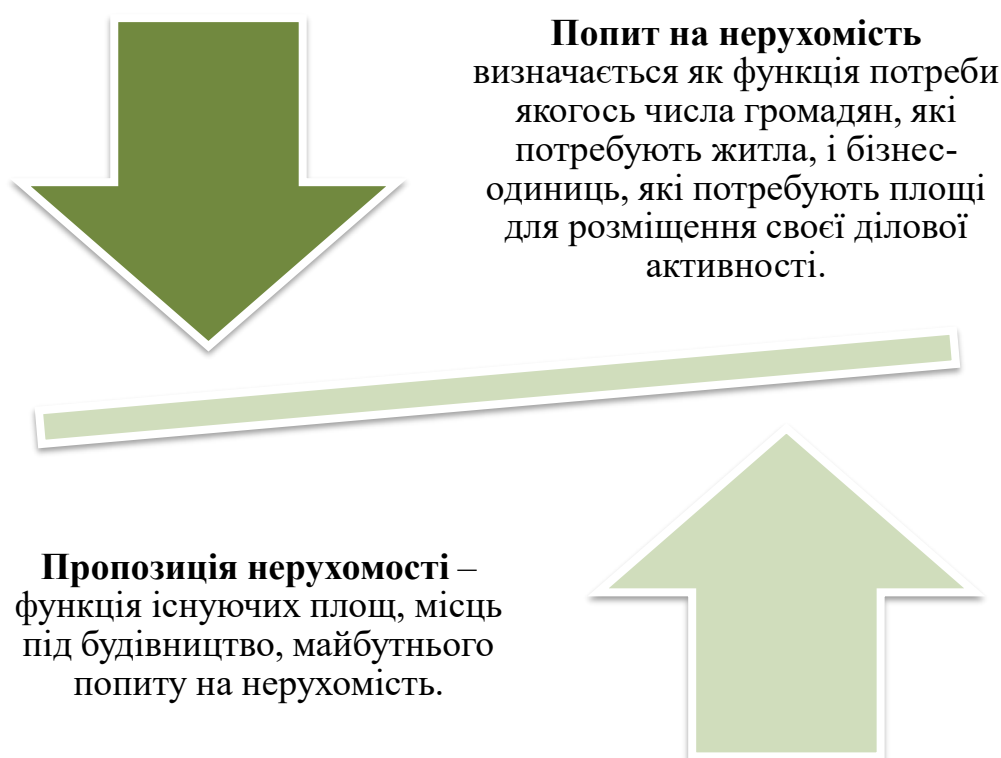 Попит на нерухомість
визначається як функція потреби
якогось числа громадян, які
потребують житла, і бізнес-
одиниць, які потребують площі
для розміщення своєї ділової
активності.
Пропозиція нерухомості –
функція існуючих площ, місць
під будівництво, майбутнього
попиту на нерухомість.